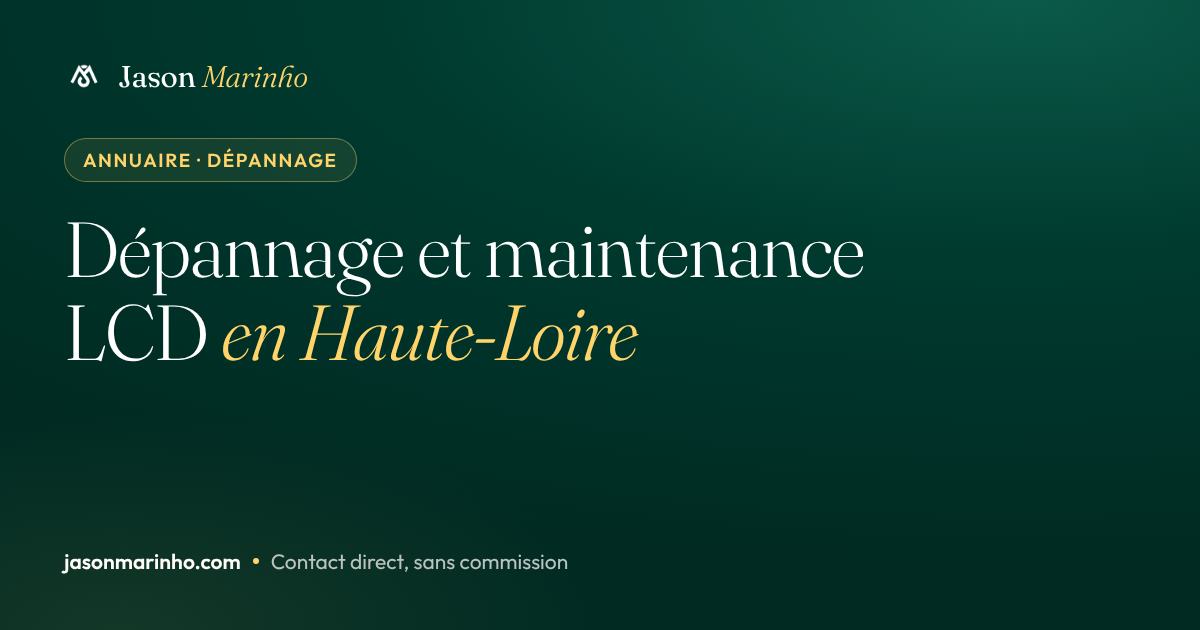 Jason Marinho
ANNUAIRE · DÉPANNAGE
Dépannage et maintenance
LCD en Haute-Loire
jasonmarinho.com • Contact direct, sans commission